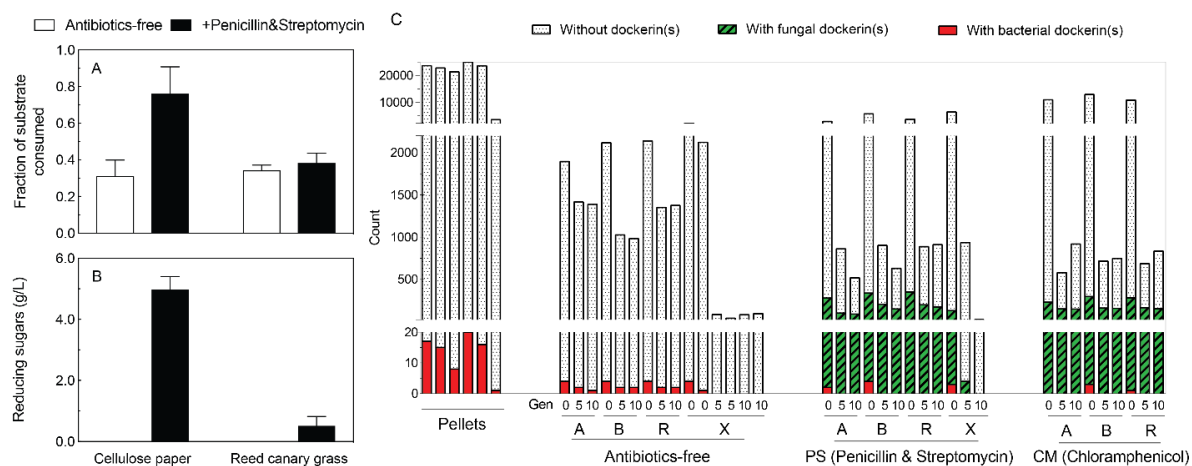 Antibiotics-free +Penicillin&Streptomycin
A
Fraction of substrate
consumed
1.0
0.8
0.6
0.4
0.2
0.0
B
Reducing sugars (g/L)
6.0
4.0
2.0
0.0
Cellulose paper Reed canary grass
C
Without dockerin(s) With fungal dockerin(s) With bacterial dockerin(s)
Count
20000
10000
2000
1500
1000
500
20
15
10
5
0
Gen 0 5 10 0 5 10 0 5 10 0 0 5 5 10 10 0 5 10 0 5 10 0 5 10 0 5 10 0 5 10 0 5 10 0 5 10
Pellets A B R X A B R X A B R
Antibiotics-free PS (Penicillin & Streptomycin) CM (Chloramphenicol)